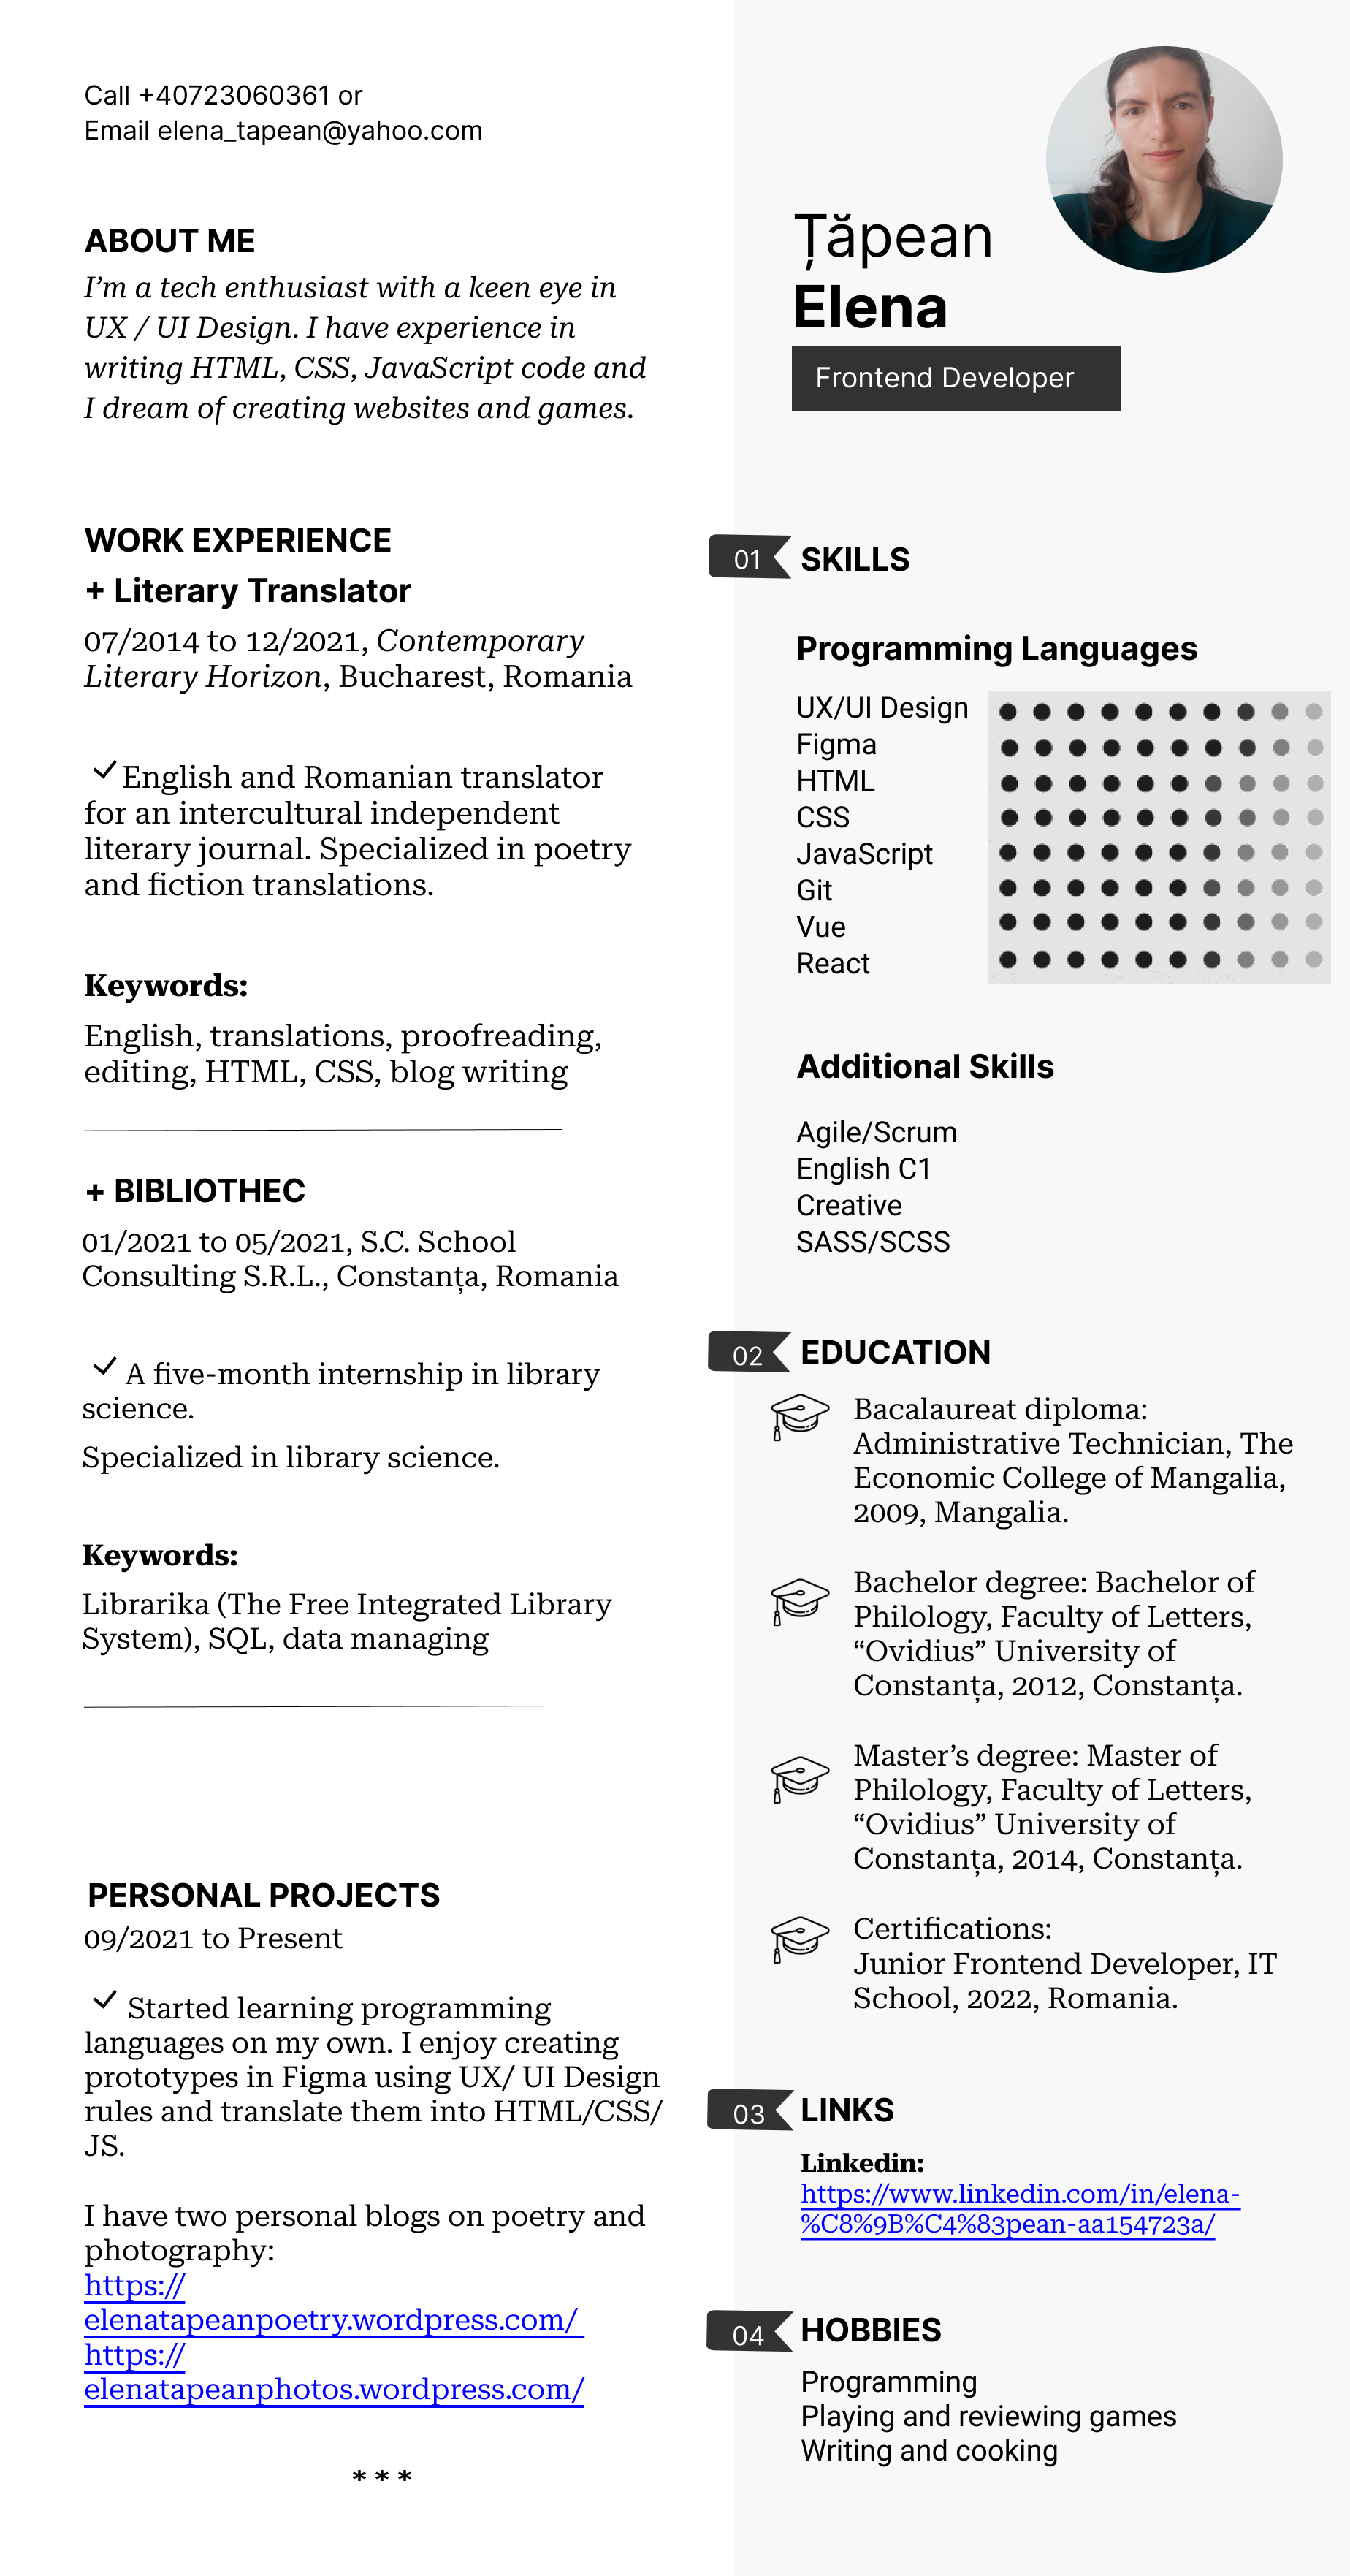 Call +40723060361 or
Email elena_tapean@yahoo.com
ABOUT ME
I’m a tech enthusiast with a keen eye in
UX / UI Design. I have experience in
writing HTML, CSS, JavaScript code and
I dream of creating websites and games.
WORK EXPERIENCE
+ Literary Translator
07/2014 to 12/2021, Contemporary
Literary Horizon, Bucharest, Romania
✓ English and Romanian translator
for an intercultural independent
literary journal. Specialized in poetry
and fiction translations.
Keywords:
English, translations, proofreading,
editing, HTML, CSS, blog writing
+ BIBLIOTHEC
01/2021 to 05/2021, S.C. School
Consulting S.R.L., Constanța, Romania
✓ A five-month internship in library
science.
Specialized in library science.
Keywords:
Librarika (The Free Integrated Library
System), SQL, data managing
PERSONAL PROJECTS
09/2021 to Present
✓ Started learning programming
languages on my own. I enjoy creating
prototypes in Figma using UX/ UI Design
rules and translate them into HTML/CSS/
JS.
I have two personal blogs on poetry and
photography:
https://
elenatapeanpoetry.wordpress.com/
https://
elenatapeanphotos.wordpress.com/
* * *
Țăpean
Elena
Frontend Developer
01 SKILLS
Programming Languages
UX/UI Design
Figma
HTML
CSS
JavaScript
Git
Vue
React
Additional Skills
Agile/Scrum
English C1
Creative
SASS/SCSS
02 EDUCATION
Bacalaureat diploma:
Administrative Technician, The
Economic College of Mangalia,
2009, Mangalia.
Bachelor degree: Bachelor of
Philology, Faculty of Letters,
“Ovidius” University of
Constanța, 2012, Constanța.
Master’s degree: Master of
Philology, Faculty of Letters,
“Ovidius” University of
Constanța, 2014, Constanța.
Certifications:
Junior Frontend Developer, IT
School, 2022, Romania.
03 LINKS
Linkedin:
https://www.linkedin.com/in/elena-
%C8%9B%C4%83pean-aa154723a/
04 HOBBIES
Programming
Playing and reviewing games
Writing and cooking